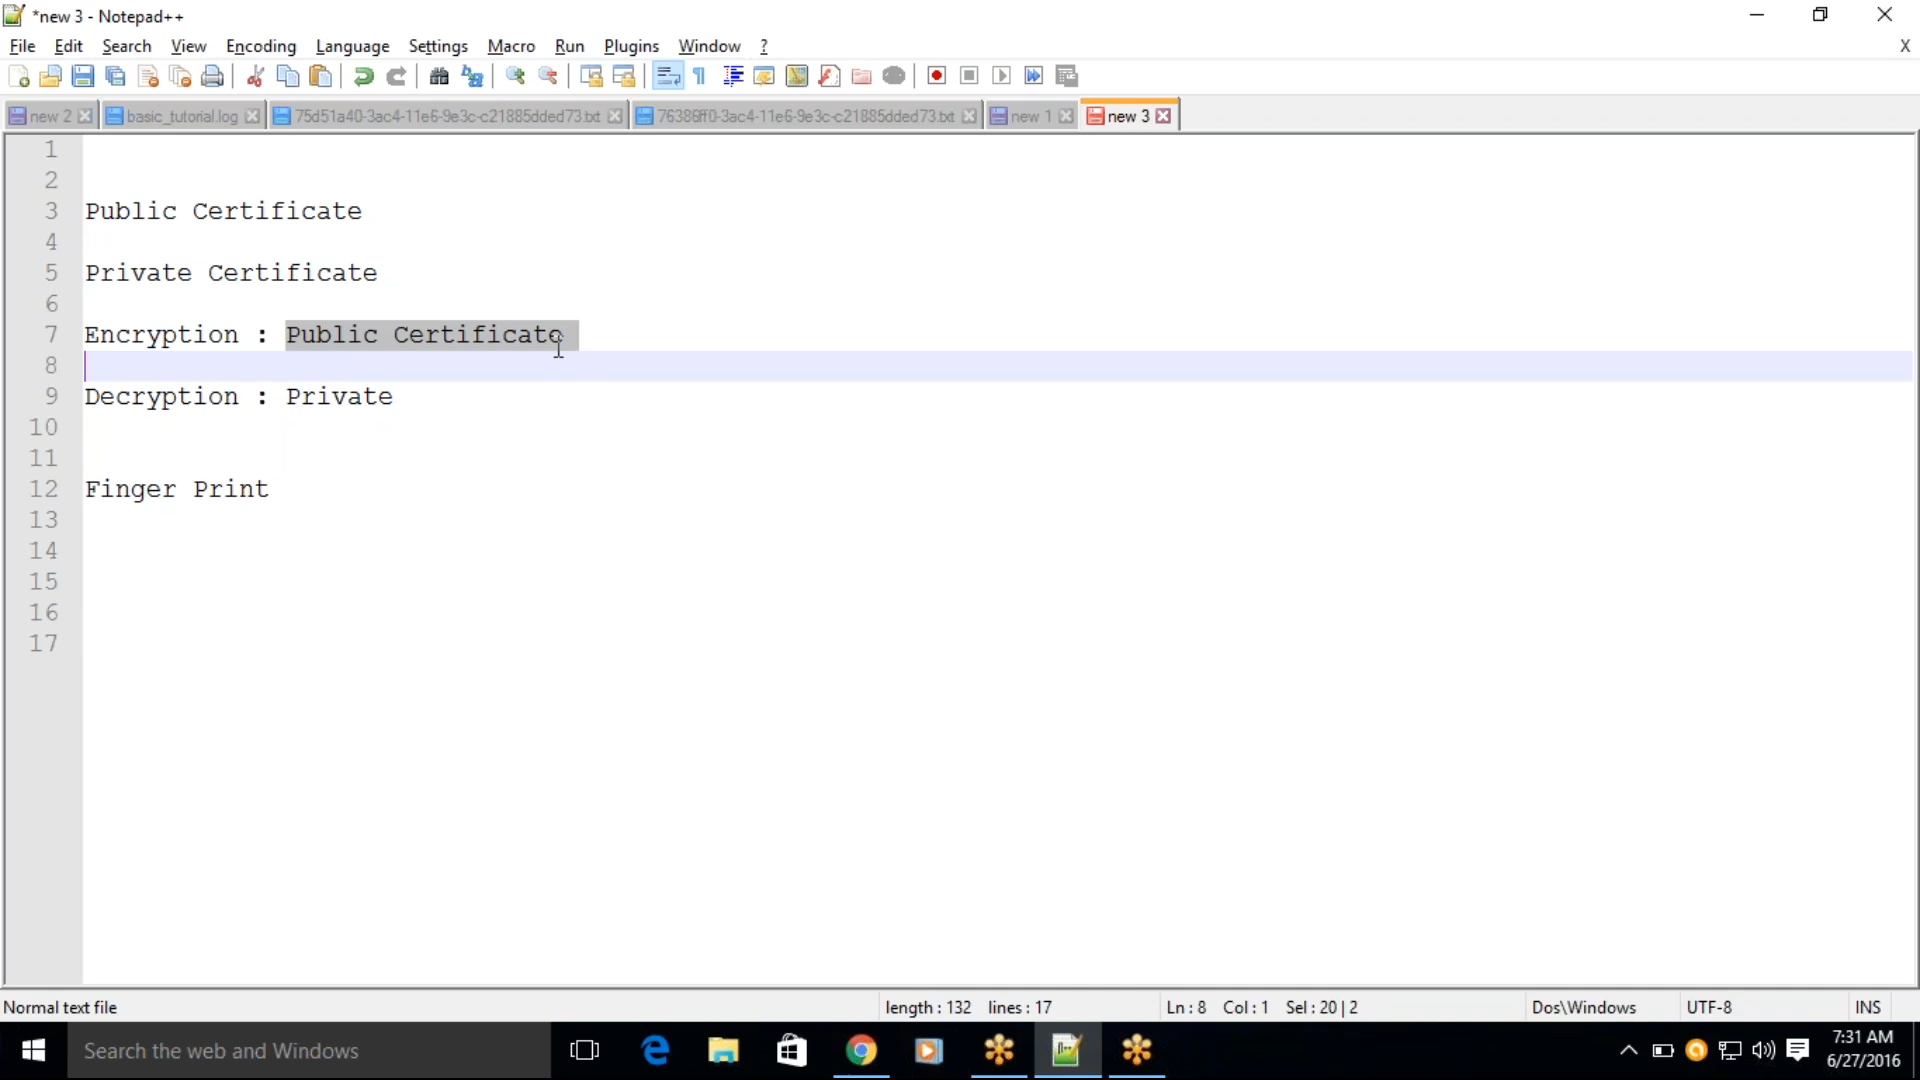 *new 3 - Notepad++
File Edit Search View Encoding Language Settings Macro Run Plugins Window ?
X
new 2 basic_tutorial.log 75d51a40-3ac4-11e6-9e3c-c21885dded73.txt 76386ff0-3ac4-11e6-9e3c-c21885dded73.txt new 1 new 3
1
2
3 Public Certificate
4
5 Private Certificate
6
7 Encryption : Public Certificate
8
9 Decryption : Private
10
11
12 Finger Print
13
14
15
16
17
Normal text file length : 132 lines : 17 Ln : 8 Col : 1 Sel : 20 | 2 Dos\Windows UTF-8 INS
Search the web and Windows
7:31 AM
6/27/2016